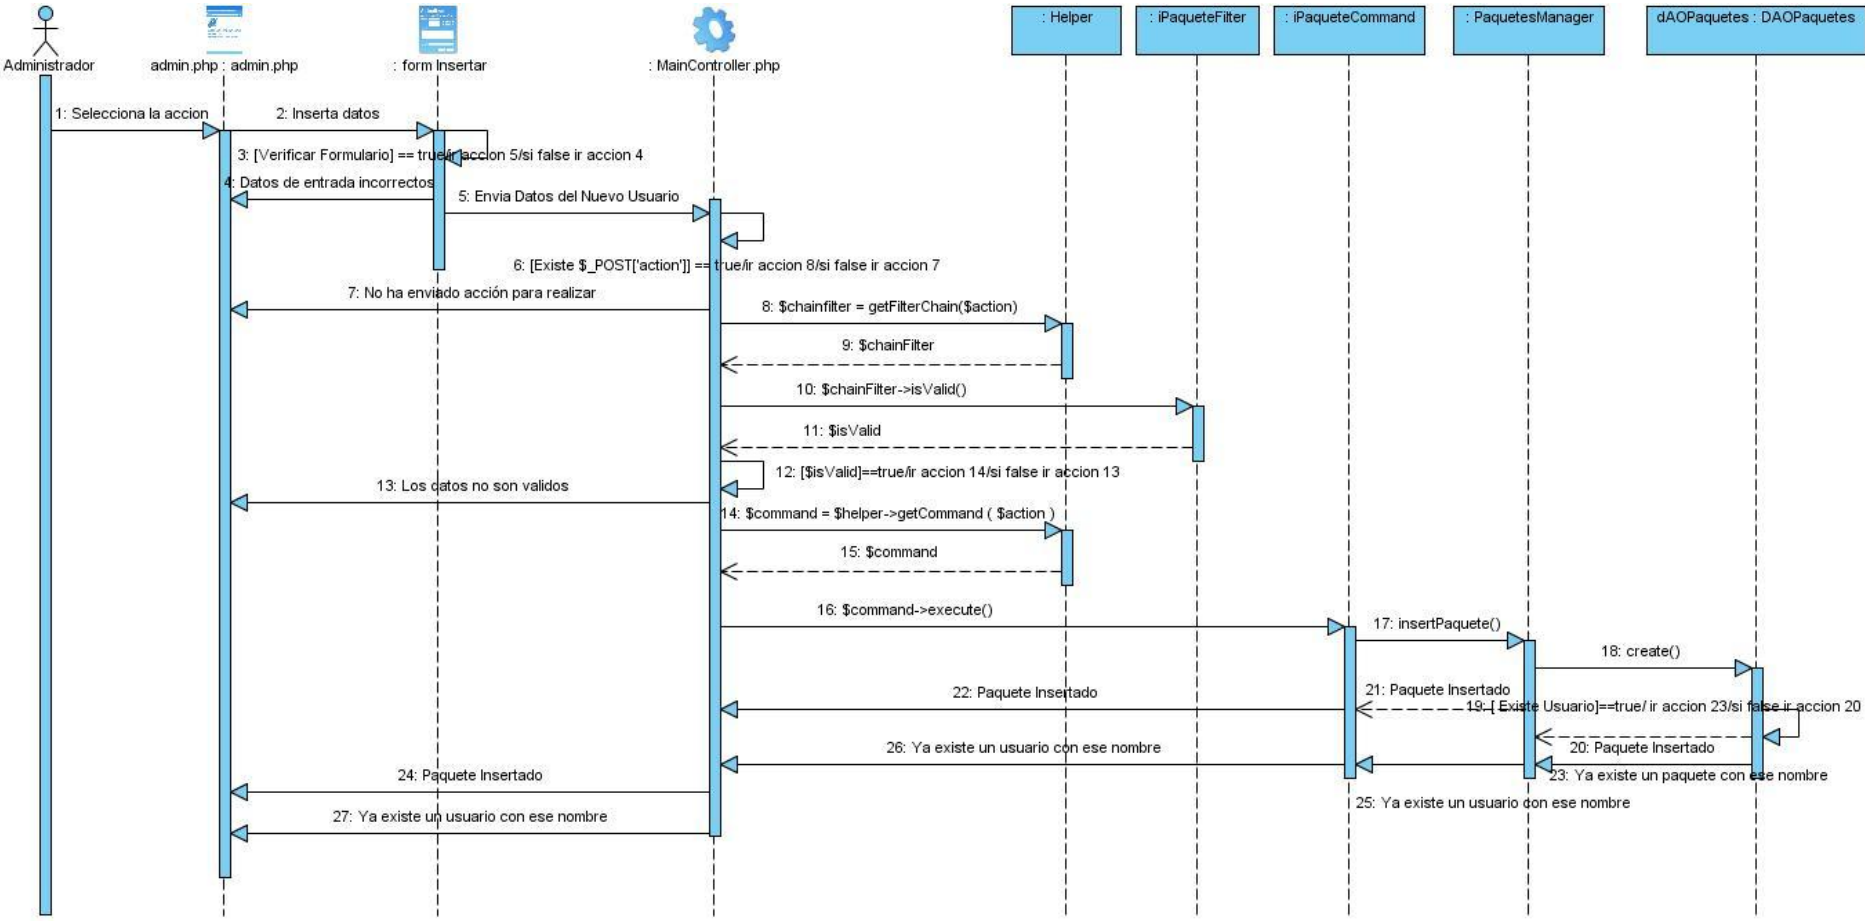 : Helper
: iPaqueteFilter
: iPaqueteCommand
: PaquetesManager
dAOPaquetes : DAOPaquetes
Administrador
admin.php : admin.php
: form Insertar
: MainController.php
1: Selecciona la accion
2: Inserta datos
3: [Verificar Formulario] == true/ir accion 5/si false ir accion 4
4: Datos de entrada incorrectos
5: Envia Datos del Nuevo Usuario
6: [Existe $_POST['action']] == true/ir accion 8/si false ir accion 7
7: No ha enviado acción para realizar
8: $chainfilter = getFilterChain($action)
9: $chainFilter
10: $chainFilter->isValid()
11: $isValid
12: [$isValid]==true/ir accion 14/si false ir accion 13
13: Los datos no son validos
14: $command = $helper->getCommand ( $action )
15: $command
16: $command->execute()
17: insertPaquete()
18: create()
21: Paquete Insertado
22: Paquete Insertado
19: [ Existe Usuario]==true/ ir accion 23/si false ir accion 20
20: Paquete Insertado
26: Ya existe un usuario con ese nombre
24: Paquete Insertado
23: Ya existe un paquete con ese nombre
25: Ya existe un usuario con ese nombre
27: Ya existe un usuario con ese nombre